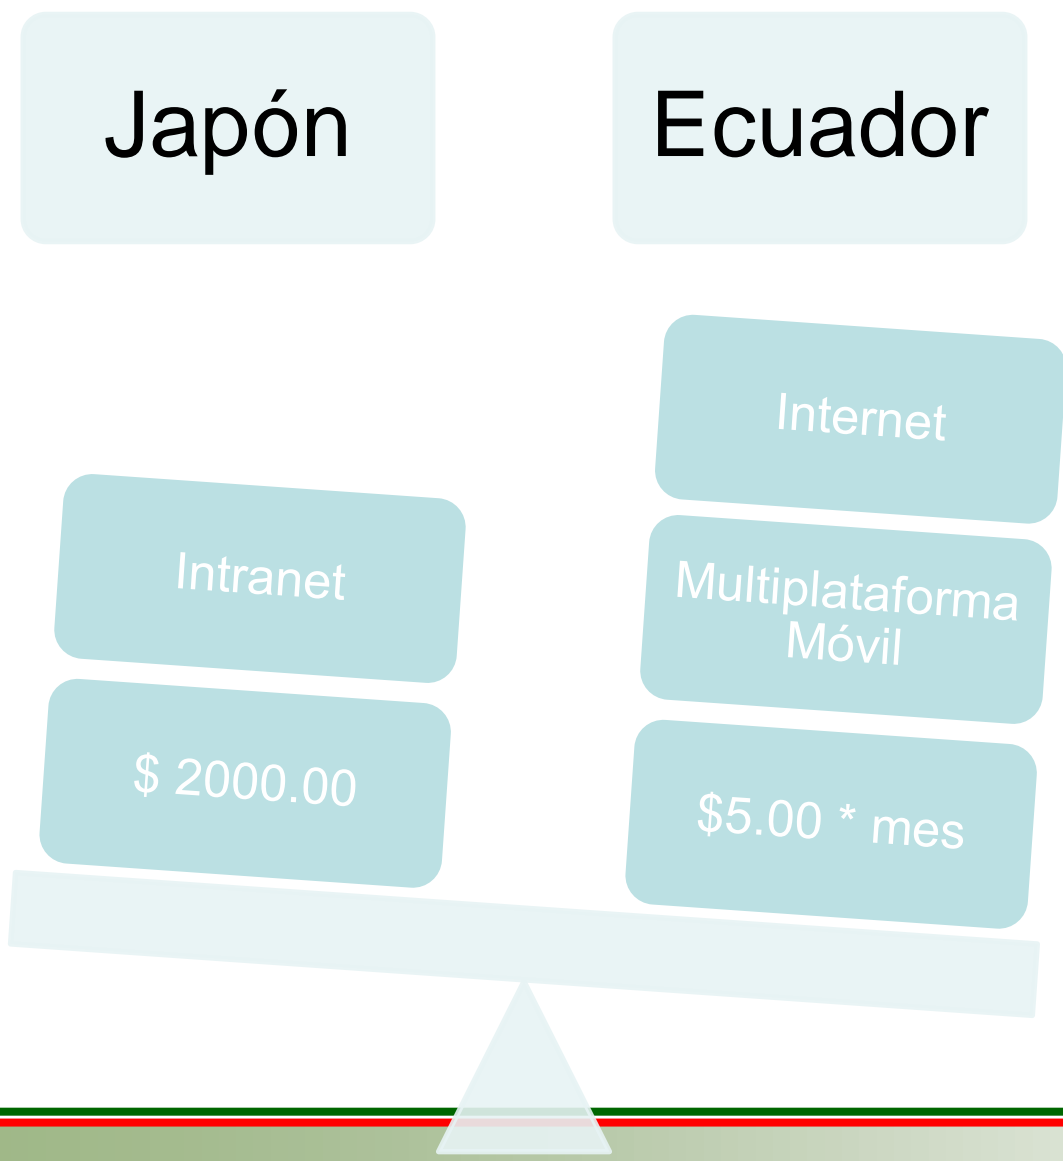 Japón
Ecuador
Intranet
$ 2000.00
Internet
Multiplataforma
Móvil
$5.00 * mes